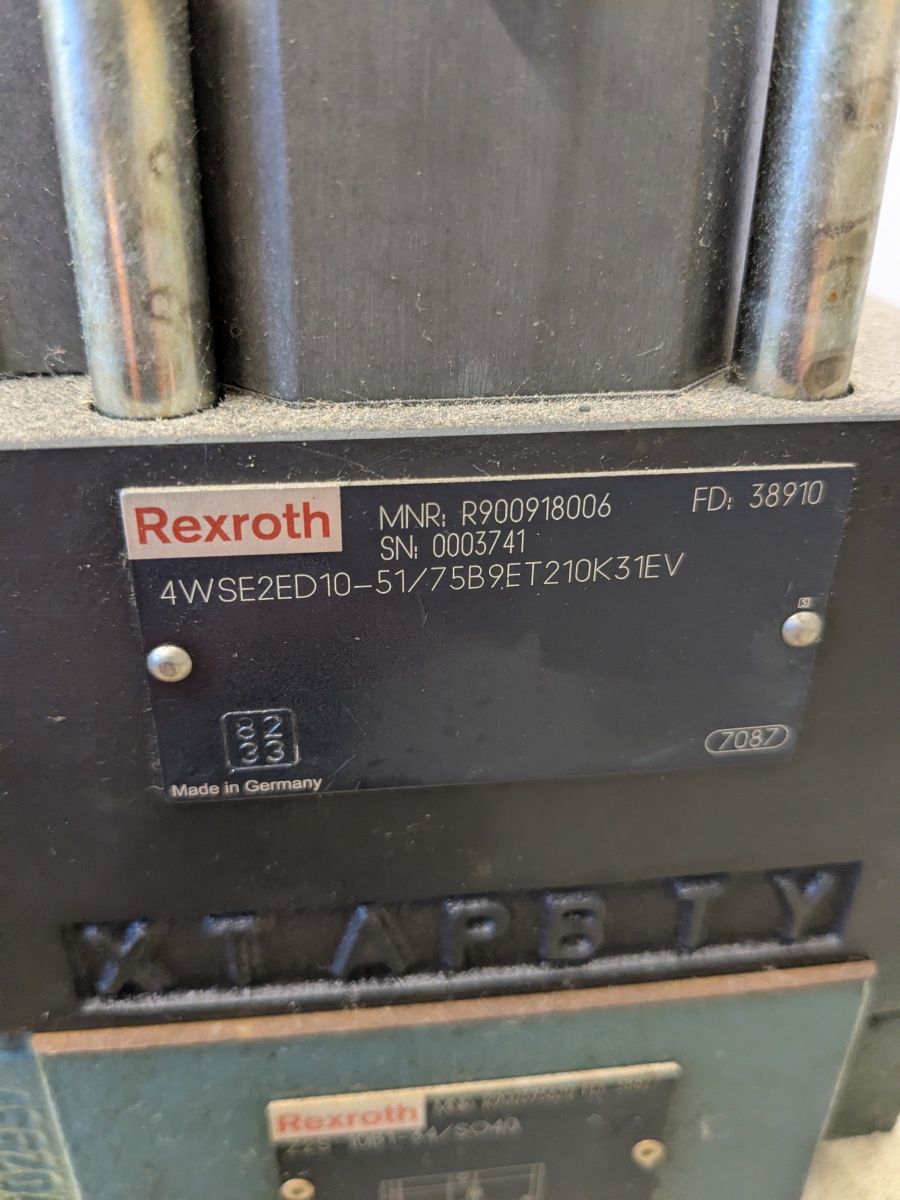 Rexroth
MNR: R900918006
FD: 38910
SN: 0003741
4WSE2ED10-51/75B9ET210K31EV
82
33
7087
Made in Germany
X T A P B T Y
Rexroth